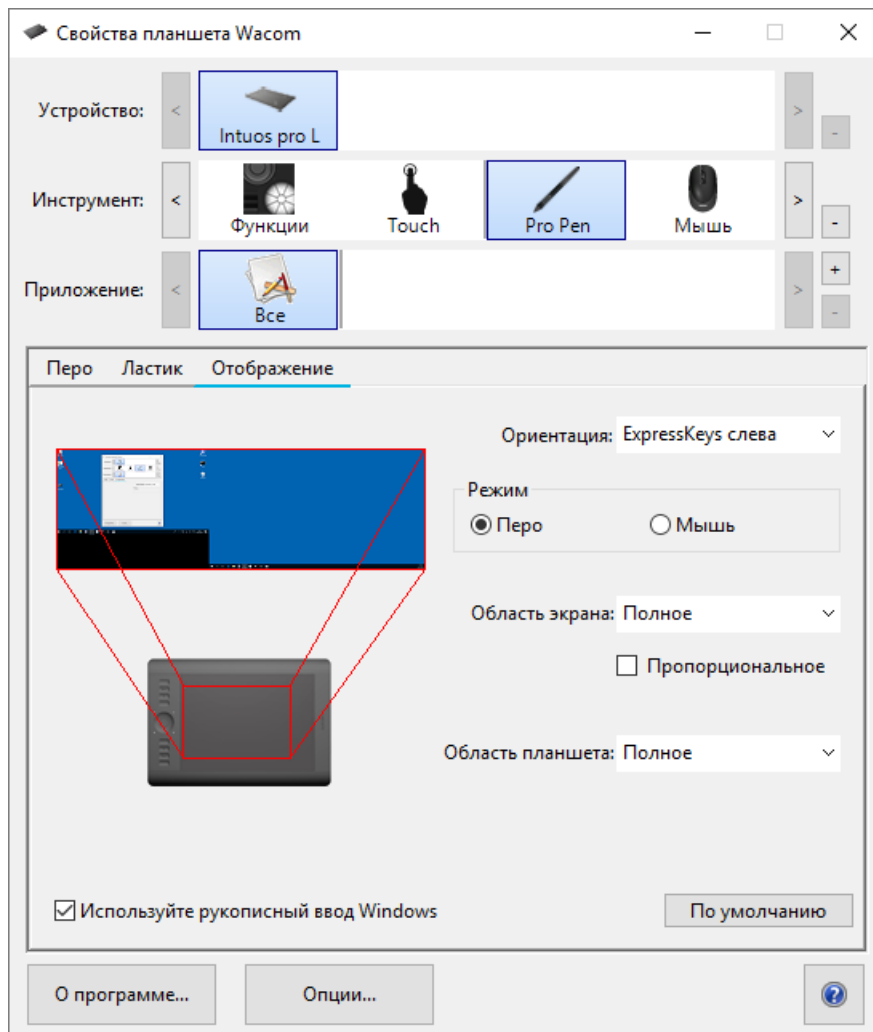 Свойства планшета Wacom
Устройство:
<
Intuos pro L
>
-
Инструмент:
<
Функции
Touch
Pro Pen
Мышь
>
-
Приложение:
<
Все
>
+
-
Перо Ластик Отображение
Ориентация: ExpressKeys слева
Режим
Перо Мышь
Область экрана: Полное
Пропорциональное
Область планшета: Полное
Используйте рукописный ввод Windows
По умолчанию
О программе... Опции... ?